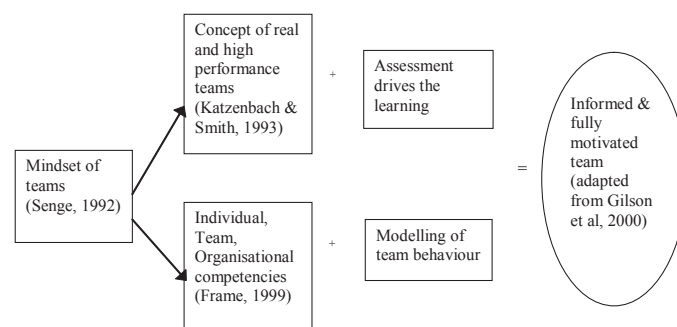 Mindset of
teams
(Senge, 1992)
Concept of real
and high
performance
teams
(Katzenbach &
Smith, 1993)
+
Assessment
drives the
learning
Individual,
Team,
Organisational
competencies
(Frame, 1999)
+
Modelling of
team behaviour
=
Informed &
fully
motivated
team
(adapted
from Gilson
et al, 2000)